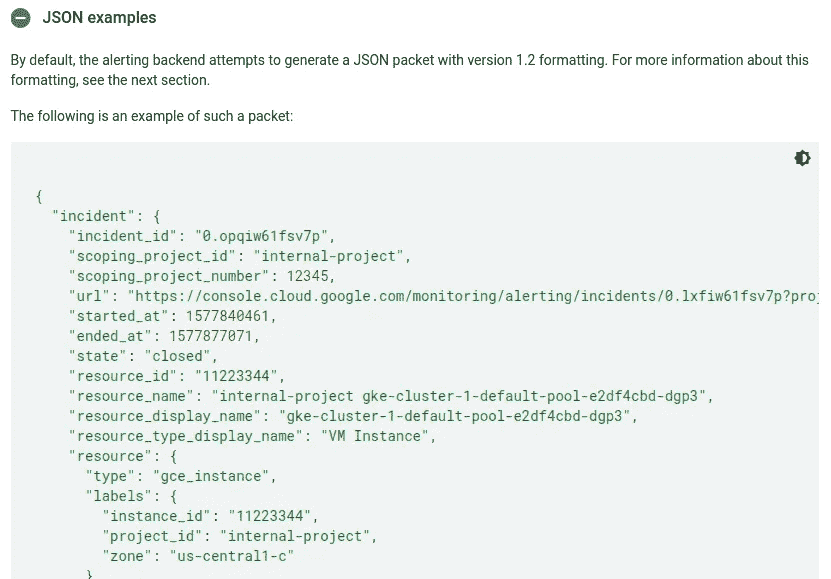 JSON examples
By default, the alerting backend attempts to generate a JSON packet with version 1.2 formatting. For more information about this
formatting, see the next section.
The following is an example of such a packet:
{
"incident": {
"incident_id": "0.opqiw61fsv7p",
"scoping_project_id": "internal-project",
"scoping_project_number": 12345,
"url": "https://console.cloud.google.com/monitoring/alerting/incidents/0.lxfiw61fsv7p?proj
"started_at": 1577840461,
"ended_at": 1577877071,
"state": "closed",
"resource_id": "11223344",
"resource_name": "internal-project gke-cluster-1-default-pool-e2df4cbd-dgp3",
"resource_display_name": "gke-cluster-1-default-pool-e2df4cbd-dgp3",
"resource_type_display_name": "VM Instance",
"resource": {
"type": "gce_instance",
"labels": {
"instance_id": "11223344",
"project_id": "internal-project",
"zone": "us-central1-c"
}